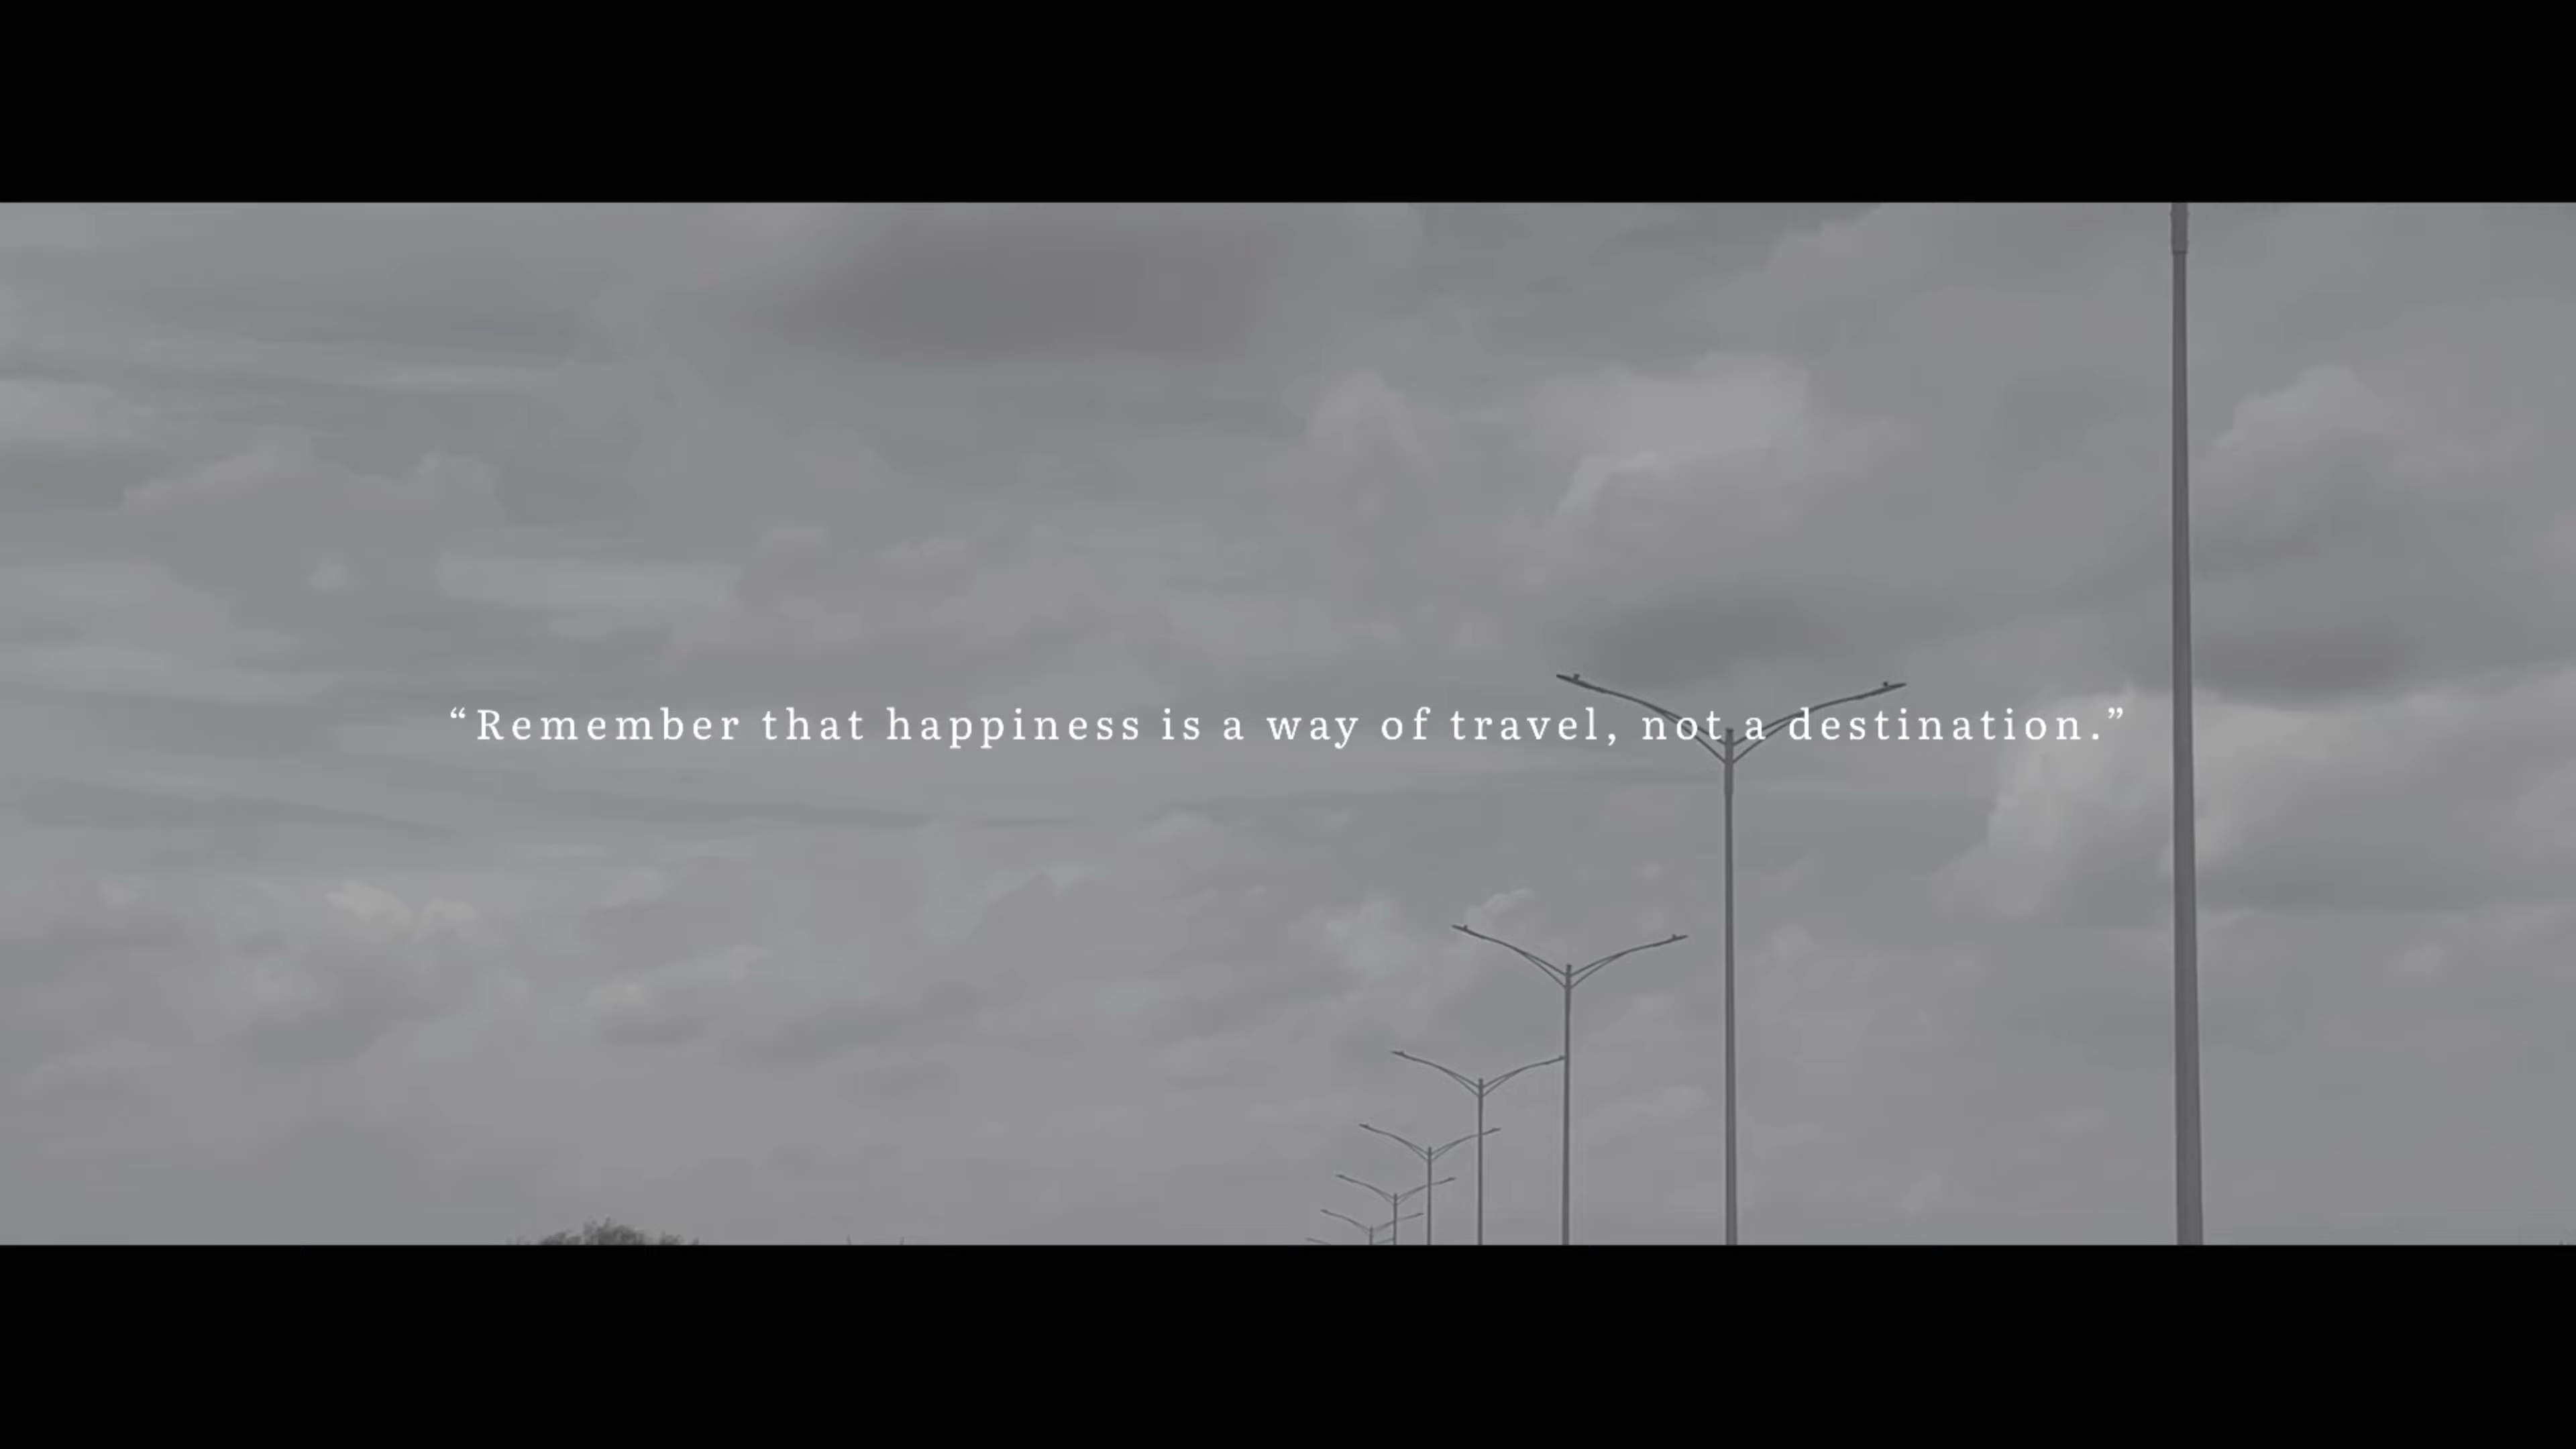 “Remember that happiness is a way of travel, not a destination.”